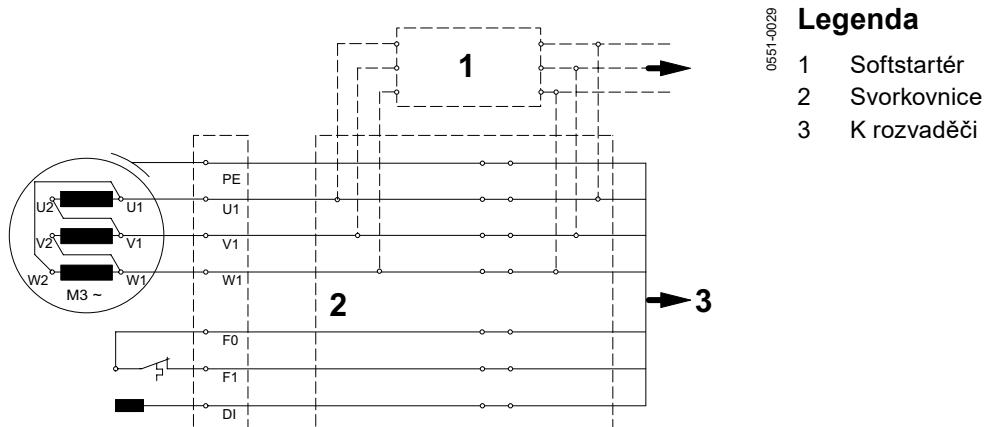 1
PE
U2 U1
U1
V2 V1
V1
W2 W1
W1
M3 ~
2
3
F0
F1
DI
0551-0029
Legenda
1 Softstartér
2 Svorkovnice
3 K rozvaděči